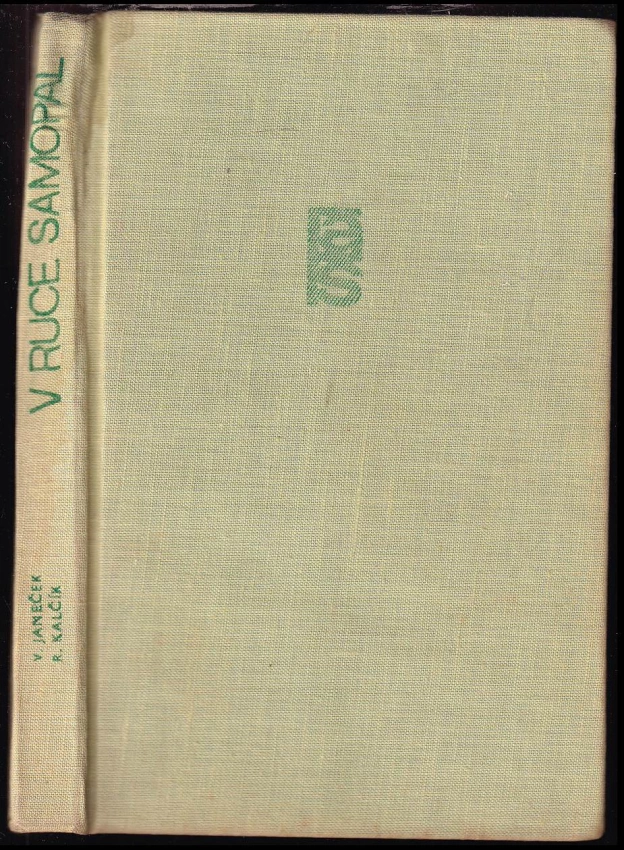 V RUCE SAMOPAL
V. JANEČEK
R. KALČÍK